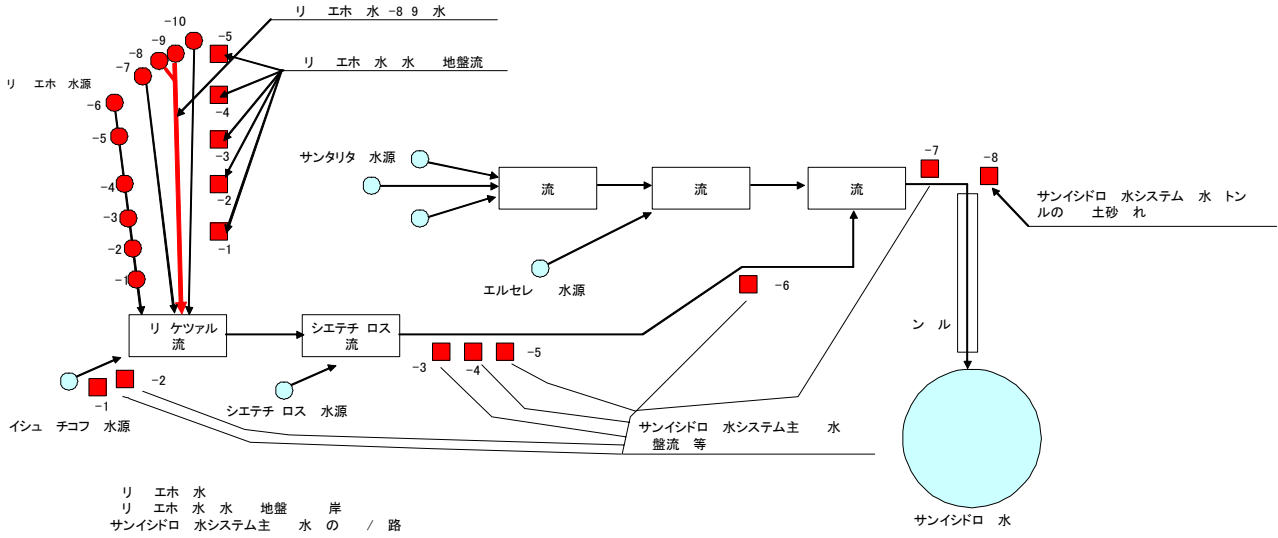 リ エホ 水 -8 9 水
-10
-9
-8
-7
-5
リ エホ 水 水 地盤流
リ エホ 水源
-6
-5
-4
-3
-2
-1
-4
-3
-2
-1
サンタリタ 水源
流
流
流
-7
-8
サンイシドロ 水システム 水 トン
ルの 土砂 れ
エルセレ 水源
-6
リ ケツァル
流
シエテチ ロス
流
ン ル
-3
-4
-5
-2
-1
イシュ チコフ 水源
シエテチ ロス 水源
サンイシドロ 水システム主 水
盤流 等
サンイシドロ 水
リ エホ 水
リ エホ 水 水 地盤 岸
サンイシドロ 水システム主 水 の / 路